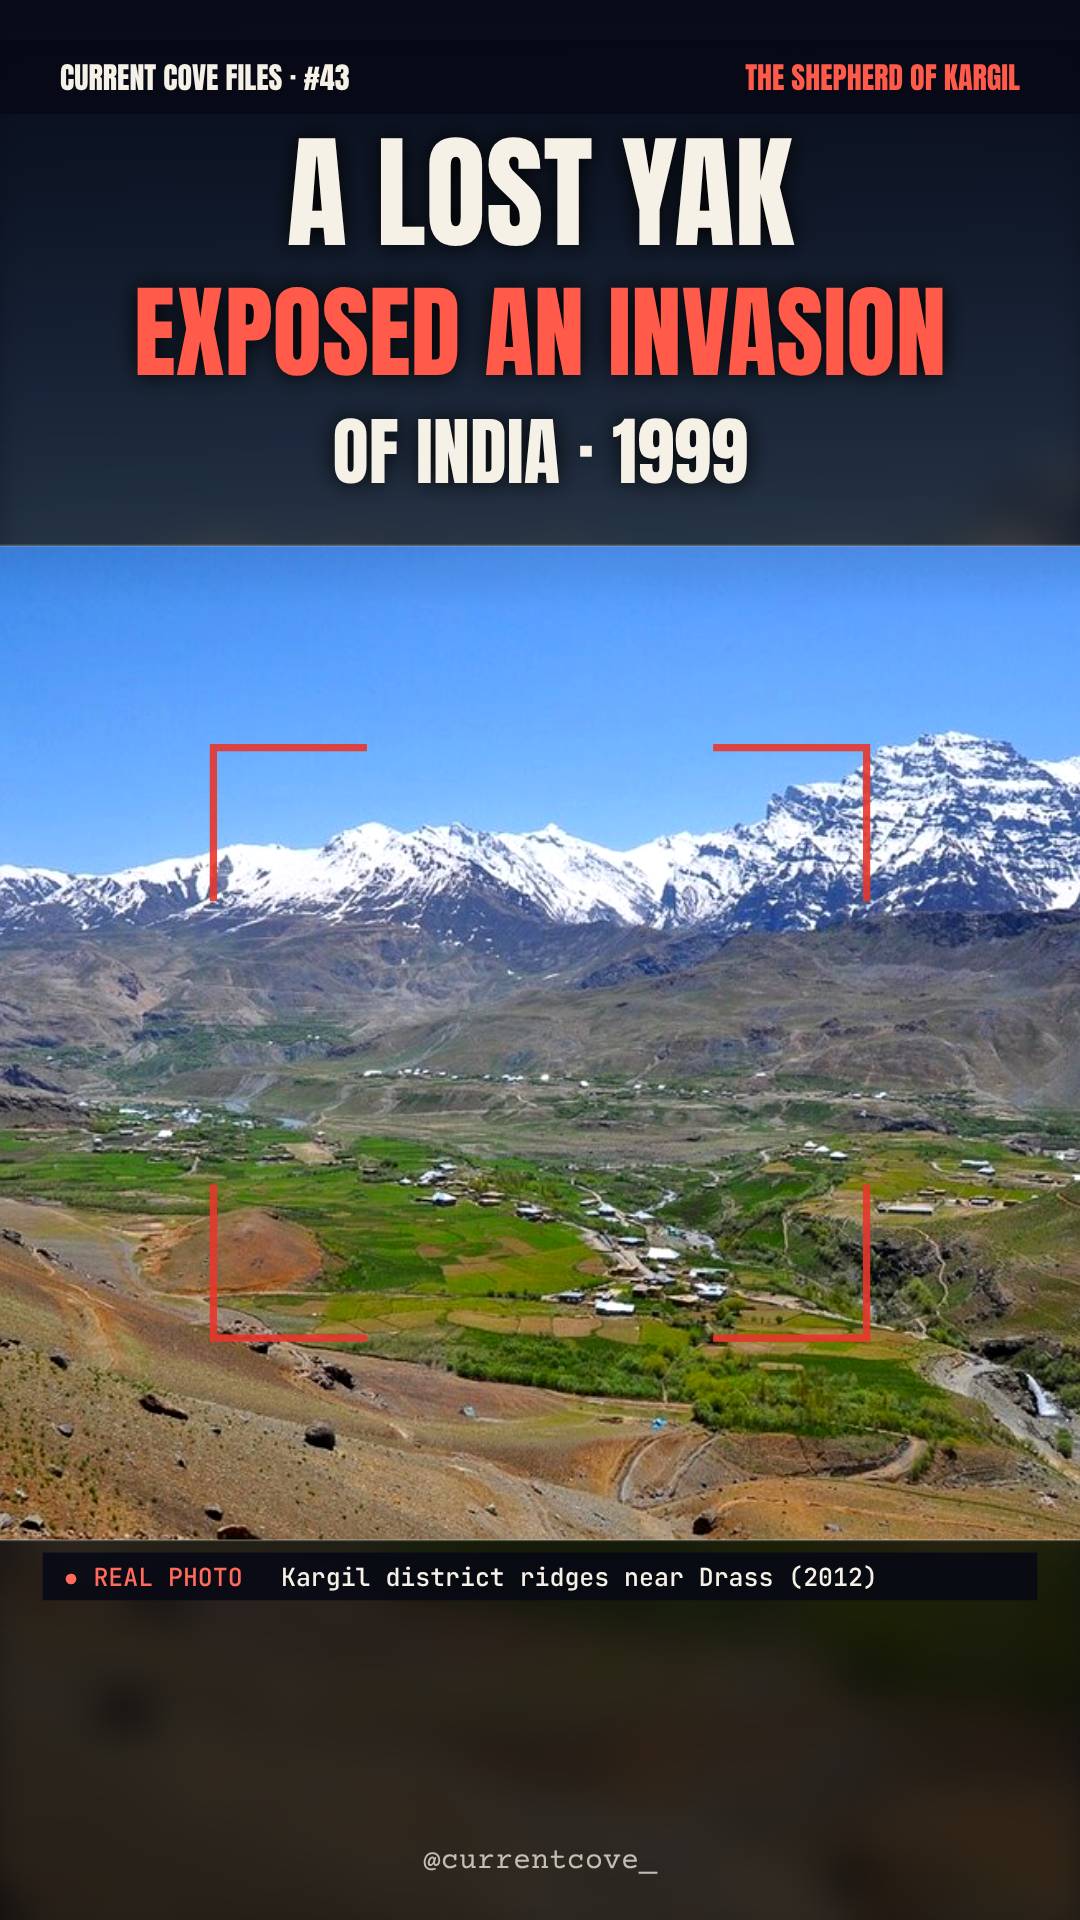 CURRENT COVE FILES · #43
THE SHEPHERD OF KARGIL
A LOST YAK
EXPOSED AN INVASION
OF INDIA · 1999
● REAL PHOTO Kargil district ridges near Drass (2012)
@currentcove_